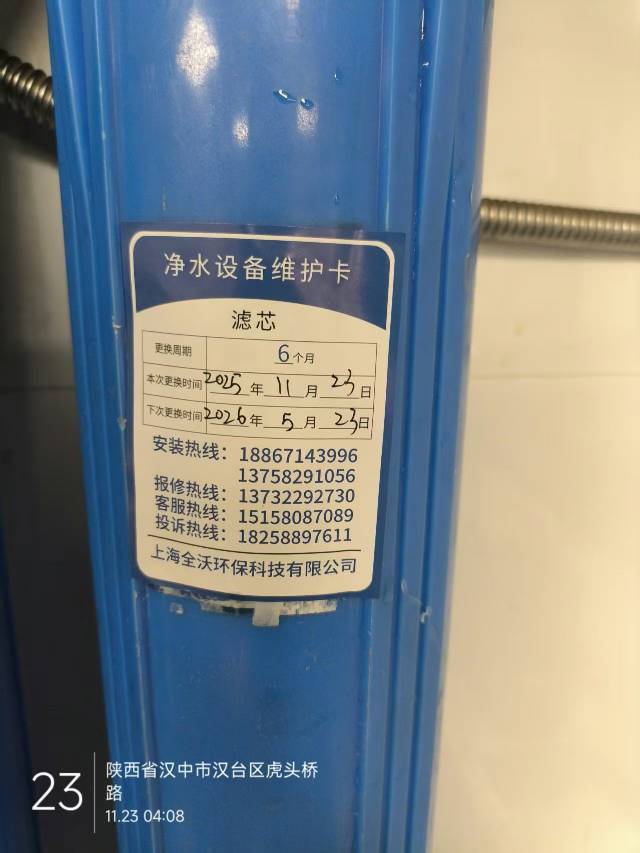 净水设备维护卡
滤芯
更换周期 6个月
本次更换时间 2025年 11月 23日
下次更换时间 2026年 5月 23日
安装热线：18867143996
13758291056
报修热线：13732292730
客服热线：15158087089
投诉热线：18258897611
上海全沃环保科技有限公司
23
陕西省汉中市汉台区虎头桥
路
11.23 04:08